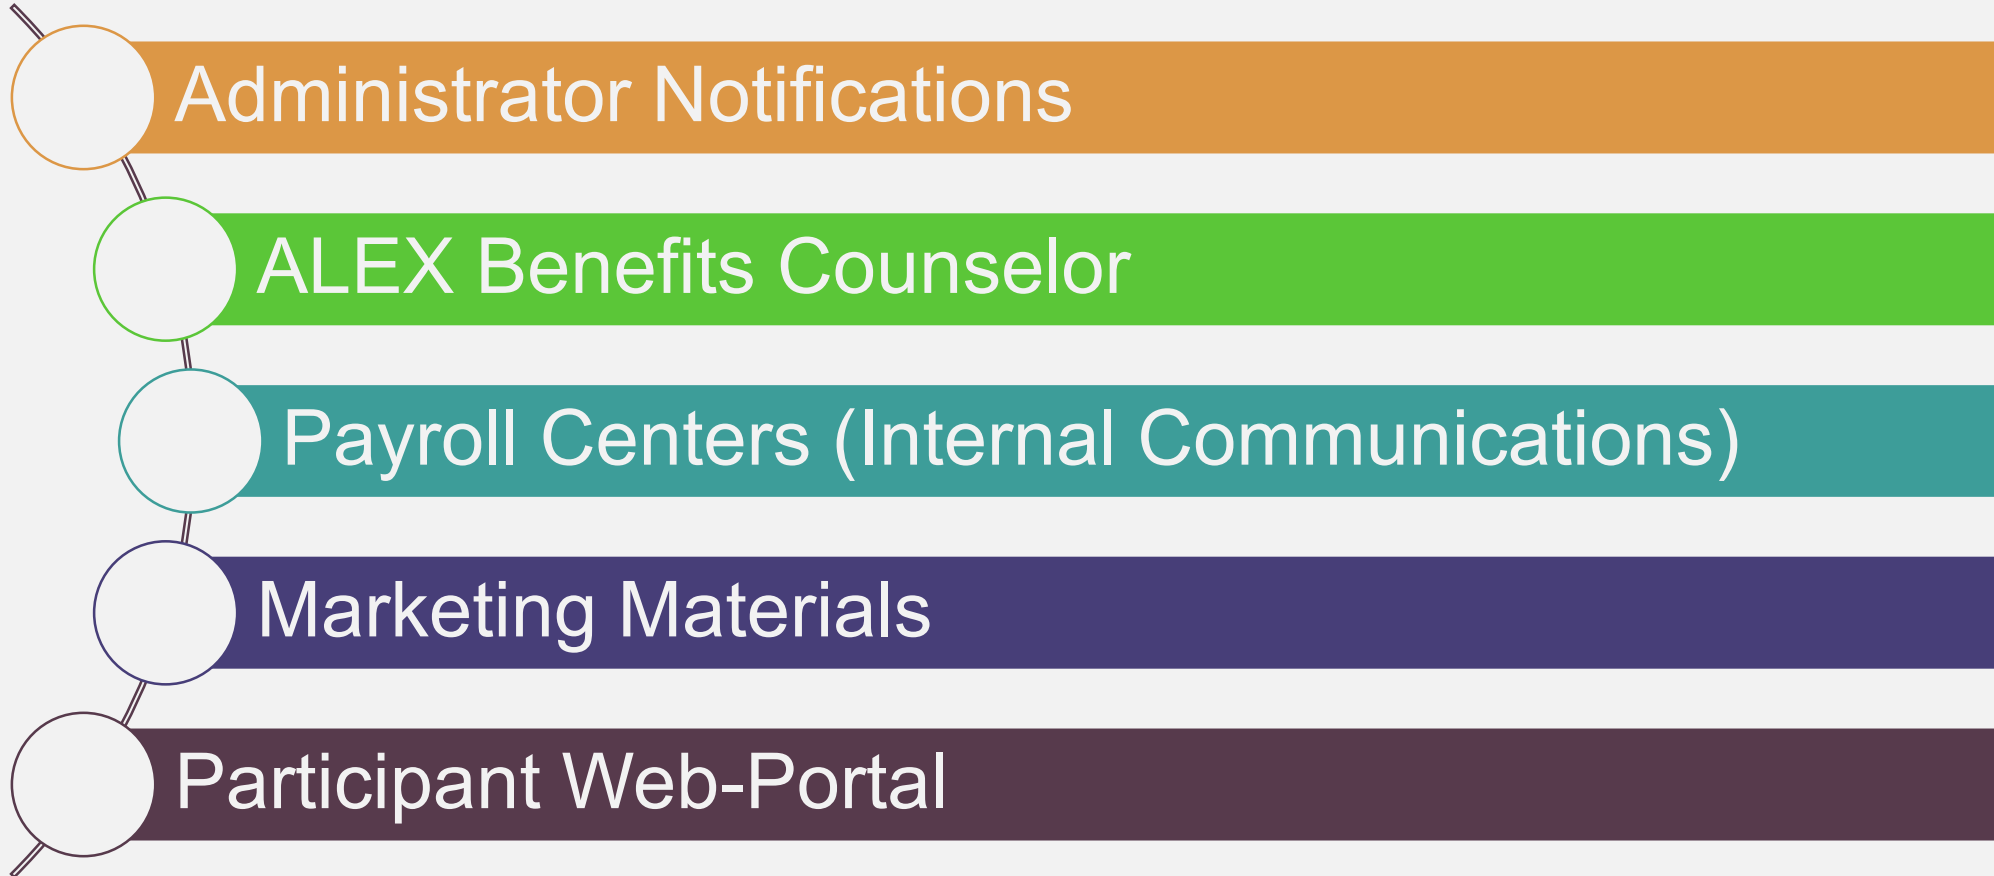 Administrator Notifications
ALEX Benefits Counselor
Payroll Centers (Internal Communications)
Marketing Materials
Participant Web-Portal